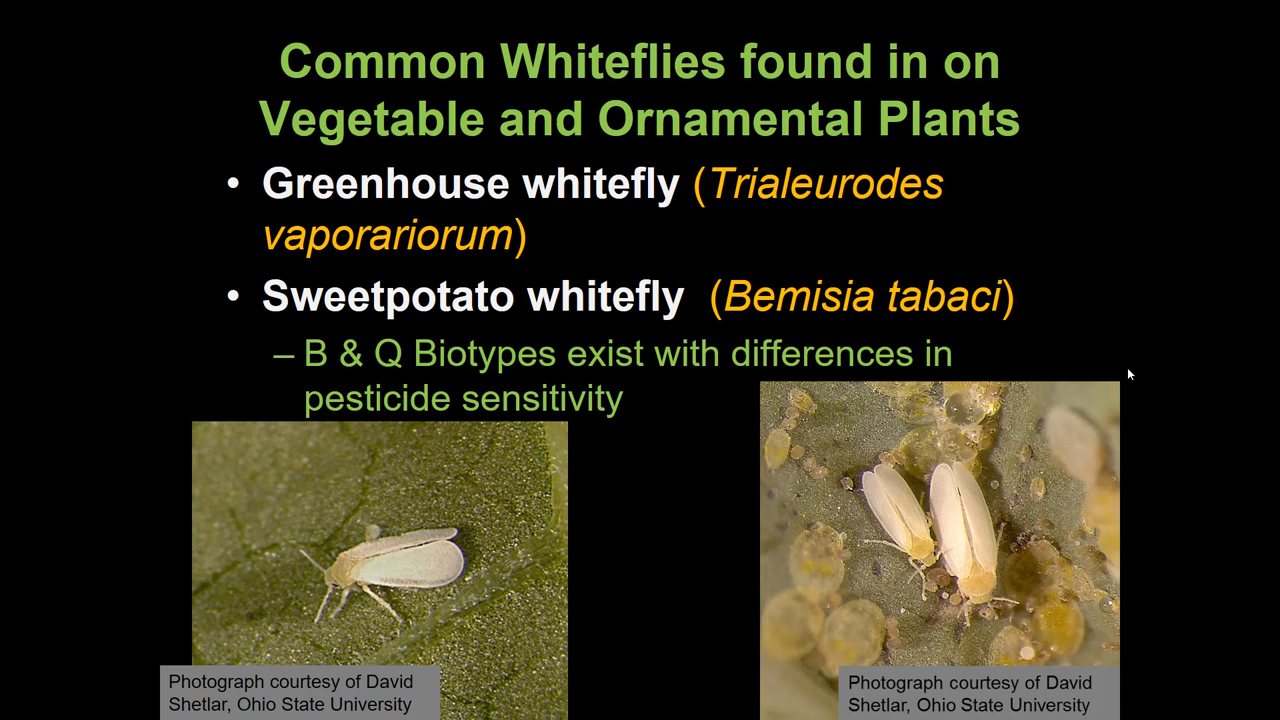 Common Whiteflies found in on
Vegetable and Ornamental Plants
• Greenhouse whitefly (Trialeurodes
vaporariorum)
• Sweetpotato whitefly (Bemisia tabaci)
– B & Q Biotypes exist with differences in
pesticide sensitivity
Photograph courtesy of David
Shetlar, Ohio State University
Photograph courtesy of David
Shetlar, Ohio State University